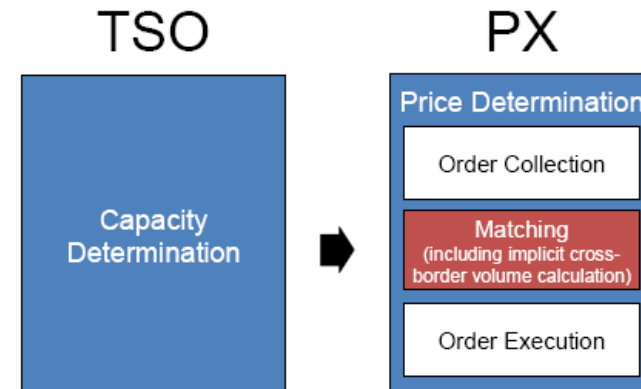 TSO
PX
Capacity
Determination
Price Determination
Order Collection
Matching
(including implicit cross-
border volume calculation)
Order Execution